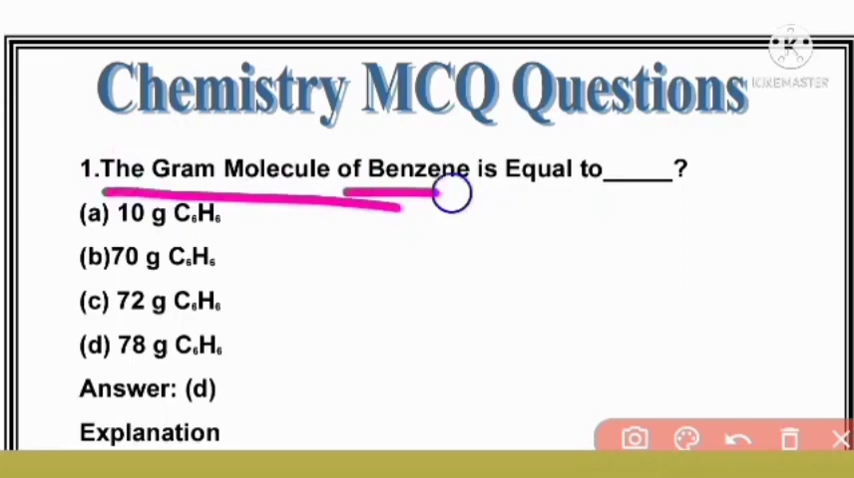 Chemistry MCQ Questions
KINEMASTER
1.The Gram Molecule of Benzene is Equal to_____?
(a) 10 g C₆H₆
(b)70 g C₆H₆
(c) 72 g C₆H₆
(d) 78 g C₆H₆
Answer: (d)
Explanation